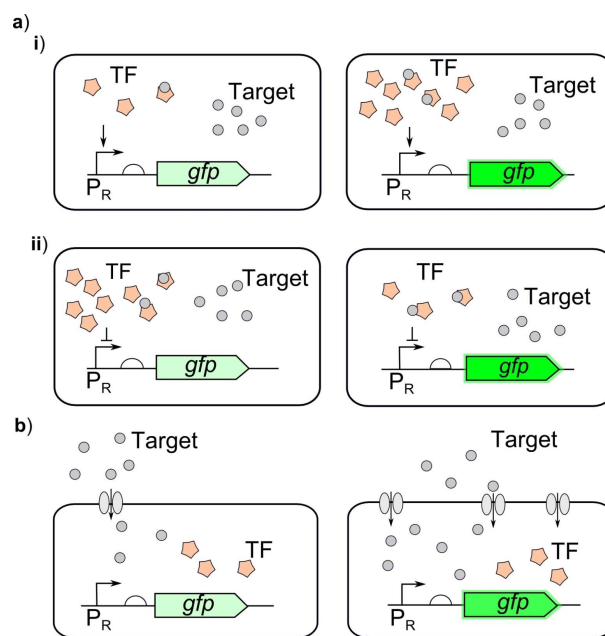 a)
i)
TF
Target
P_R
gfp
TF
Target
P_R
gfp
ii)
TF
Target
P_R
gfp
TF
Target
P_R
gfp
b)
Target
P_R
gfp
TF
Target
P_R
gfp
TF